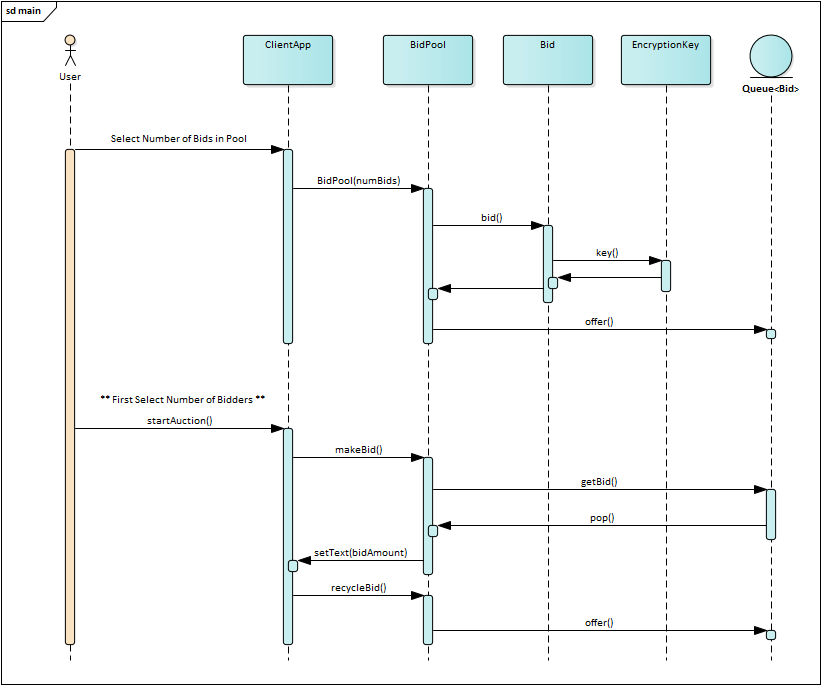 sd main
User
ClientApp
BidPool
Bid
EncryptionKey
Queue<Bid>
Select Number of Bids in Pool
BidPool(numBids)
bid()
key()
offer()
** First Select Number of Bidders **
startAuction()
makeBid()
getBid()
pop()
setText(bidAmount)
recycleBid()
offer()